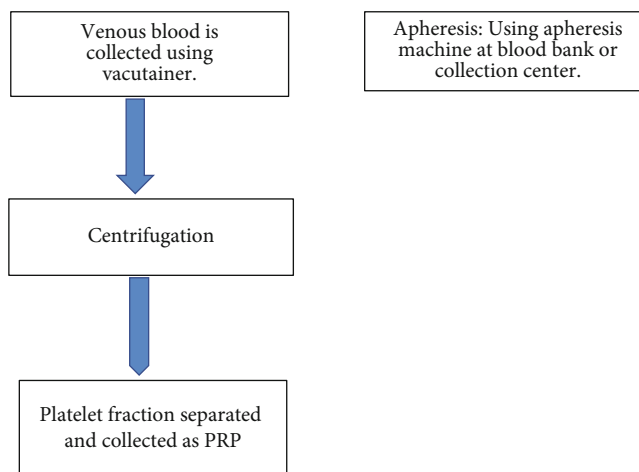 Venous blood is
collected using
vacutainer.
Apheresis: Using apheresis
machine at blood bank or
collection center.
Centrifugation
Platelet fraction separated
and collected as PRP